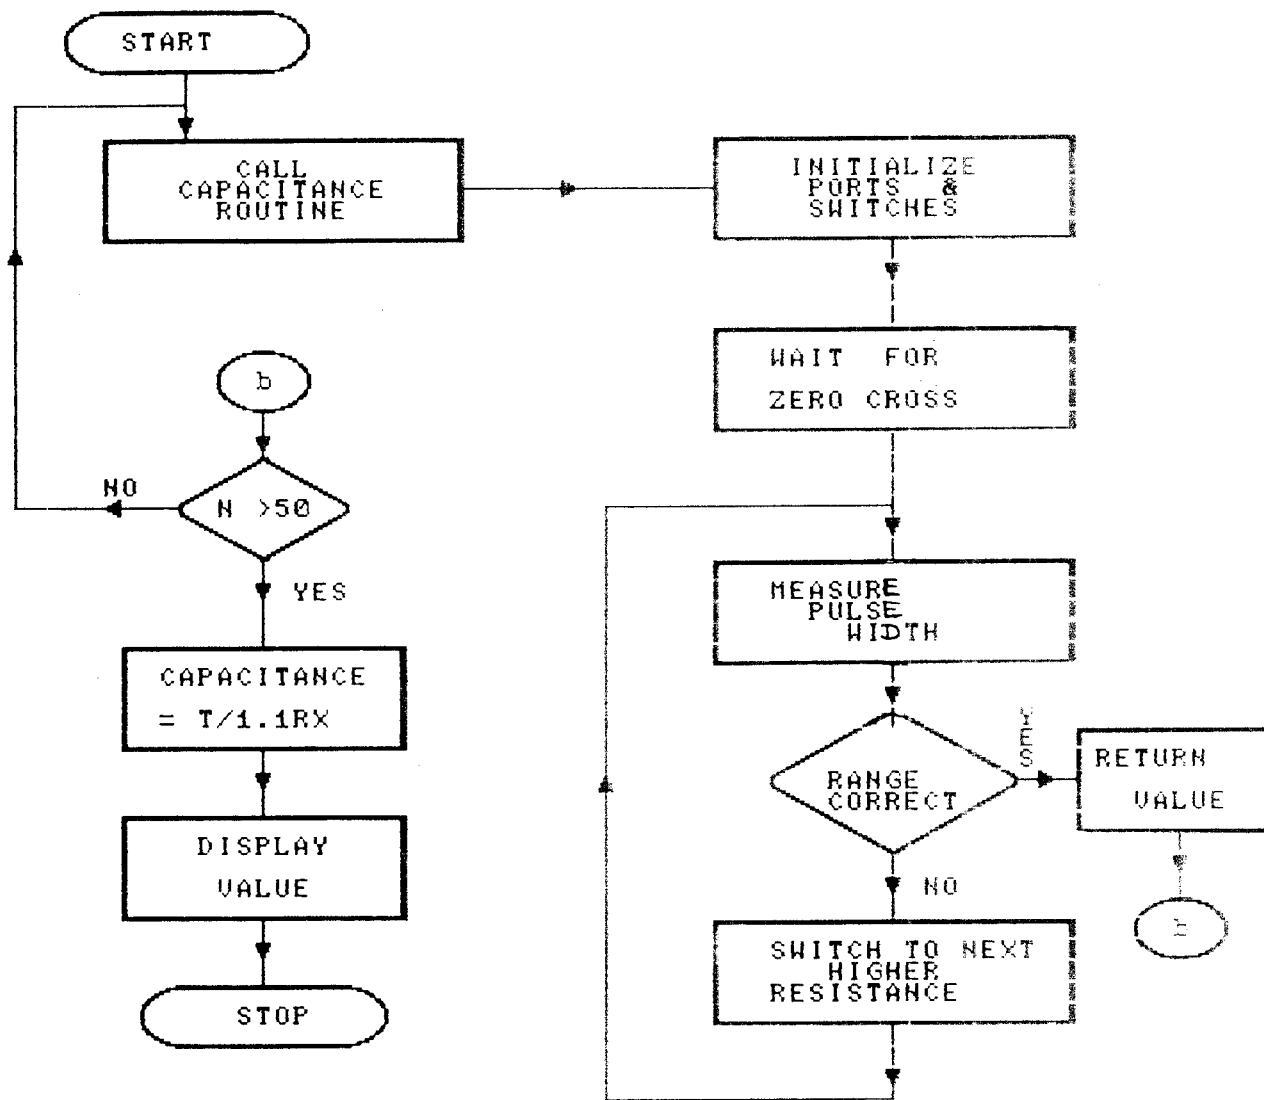 START
CALL
CAPACITANCE
ROUTINE
INITIALIZE
PORTS &
SWITCHES
WAIT FOR
ZERO CROSS
b
N >50
NO
YES
CAPACITANCE
= T/1.1RX
DISPLAY
VALUE
STOP
MEASURE
PULSE
WIDTH
RANGE
CORRECT
YES
RETURN
VALUE
b
NO
SWITCH TO NEXT
HIGHER
RESISTANCE